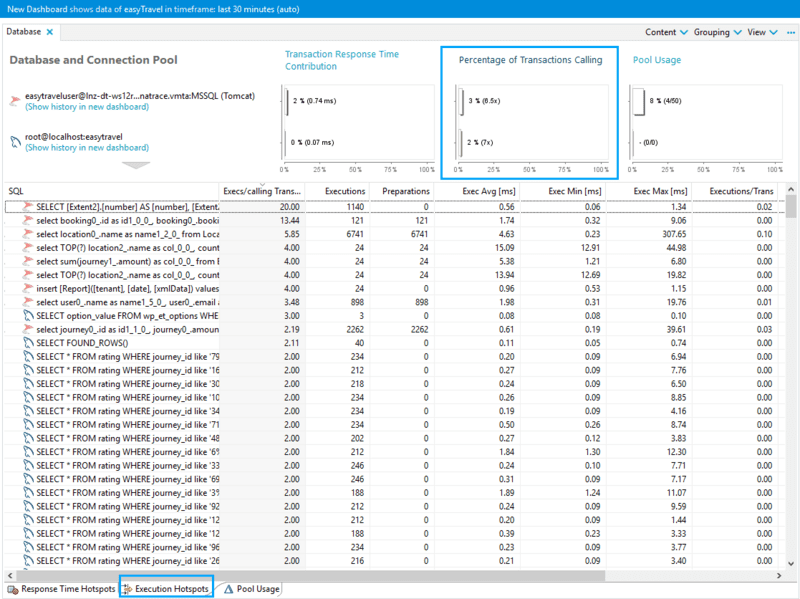 New Dashboard shows data of easyTravel in timeframe: last 30 minutes (auto)
Database
Content Grouping View
Database and Connection Pool
easytraveluser@lnz-dt-ws12r...natrace.vmta:MSSQL (Tomcat)
(Show history in new dashboard)
root@localhost:easytravel
(Show history in new dashboard)
Transaction Response Time
Contribution
2 % (0.74 ms)
0 % (0.07 ms)
0% 25% 50% 75% 100%
Percentage of Transactions Calling
3 % (6.5x)
2 % (7x)
0% 25% 50% 75% 100%
Pool Usage
8 % (4/50)
- (0/0)
0% 25% 50% 75% 100%
SQL Execs/calling Trans... Executions Preparations Exec Avg [ms] Exec Min [ms] Exec Max [ms] Executions/Trans
SELECT [Extent2].[number] AS [number], [Extent 20.00 1140 0 0.56 0.06 1.34 0.02
select booking0_.id as id1_0_0_, booking0_.booki 13.44 121 121 1.74 0.32 9.06 0.00
select location0_.name as name1_2_0_ from Loca 5.85 6741 6741 4.63 0.23 307.65 0.10
select TOP(?) location2_.name as col_0_0_, count 4.00 24 24 15.09 12.91 44.98 0.00
select sum(journey1_.amount) as col_0_0_ from B 4.00 24 24 5.38 1.21 6.80 0.00
select TOP(?) location2_.name as col_0_0_, count 4.00 24 24 13.94 12.69 19.82 0.00
insert [Report]([tenant], [date], [xmlData]) values 4.00 24 0 0.96 0.53 1.15 0.00
select user0_.name as name1_5_0_, user0_.email a 3.48 898 898 1.98 0.31 19.76 0.01
SELECT option_value FROM wp_et_options WHE 3.00 3 0 0.08 0.08 0.10 0.00
select journey0_.id as id1_1_0_, journey0_.amoun 2.19 2262 2262 0.61 0.19 39.61 0.03
SELECT FOUND_ROWS() 2.11 40 0 0.11 0.05 0.74 0.00
SELECT * FROM rating WHERE journey_id like '79 2.00 234 0 0.20 0.09 6.94 0.00
SELECT * FROM rating WHERE journey_id like '16 2.00 212 0 0.27 0.09 7.76 0.00
SELECT * FROM rating WHERE journey_id like '30 2.00 218 0 0.24 0.09 6.50 0.00
SELECT * FROM rating WHERE journey_id like '10 2.00 234 0 0.26 0.09 8.85 0.00
SELECT * FROM rating WHERE journey_id like '34 2.00 234 0 0.19 0.09 4.16 0.00
SELECT * FROM rating WHERE journey_id like '71 2.00 234 0 0.50 0.26 8.74 0.00
SELECT * FROM rating WHERE journey_id like '48 2.00 202 0 0.27 0.12 3.83 0.00
SELECT * FROM rating WHERE journey_id like '6% 2.00 212 0 1.84 1.30 12.30 0.00
SELECT * FROM rating WHERE journey_id like '33 2.00 246 0 0.24 0.10 7.71 0.00
SELECT * FROM rating WHERE journey_id like '69 2.00 246 0 0.31 0.09 7.17 0.00
SELECT * FROM rating WHERE journey_id like '3% 2.00 188 0 1.89 1.24 11.07 0.00
SELECT * FROM rating WHERE journey_id like '92 2.00 212 0 0.24 0.09 9.59 0.00
SELECT * FROM rating WHERE journey_id like '12 2.00 212 0 0.20 0.09 1.44 0.00
SELECT * FROM rating WHERE journey_id like '12 2.00 188 0 0.39 0.23 3.33 0.00
SELECT * FROM rating WHERE journey_id like '96 2.00 234 0 0.23 0.09 3.77 0.00
SELECT * FROM rating WHERE journey_id like '26 2.00 216 0 0.21 0.09 3.40 0.00
Response Time Hotspots Execution Hotspots Pool Usage